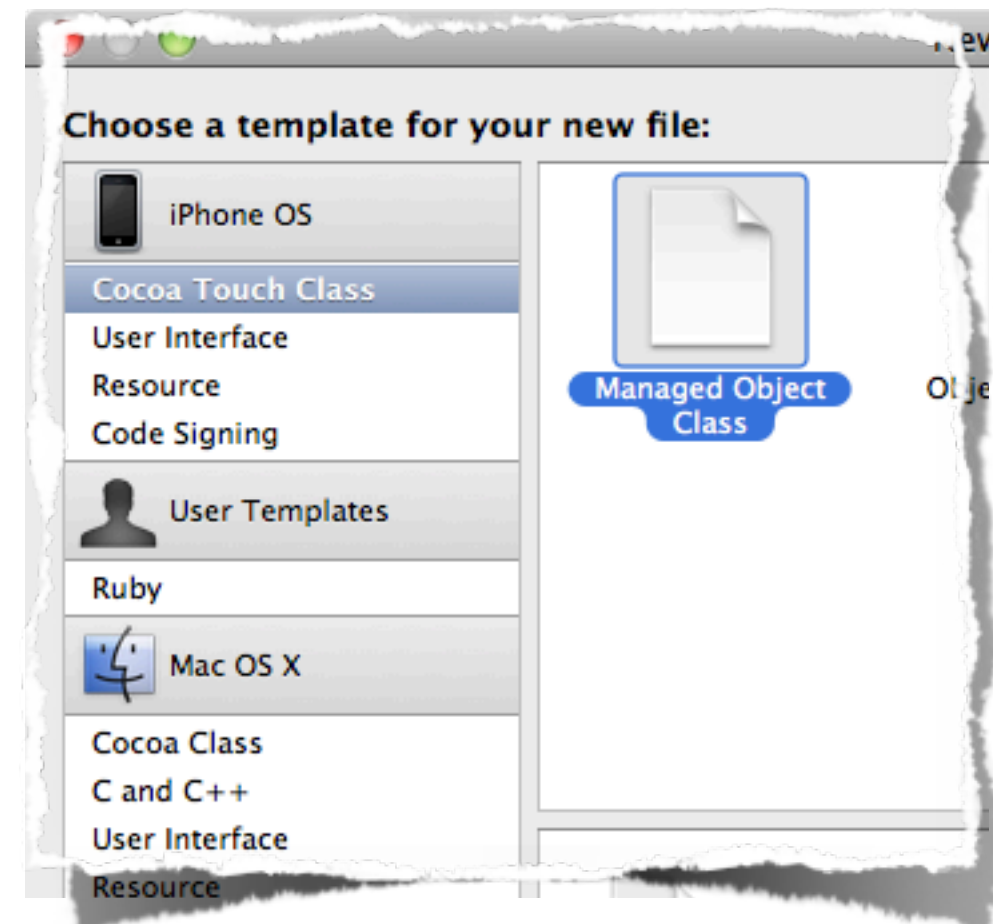 Choose a template for your new file:
iPhone OS
Cocoa Touch Class
User Interface
Resource
Code Signing
User Templates
Ruby
Mac OS X
Cocoa Class
C and C++
User Interface
Resource
Managed Object
Class